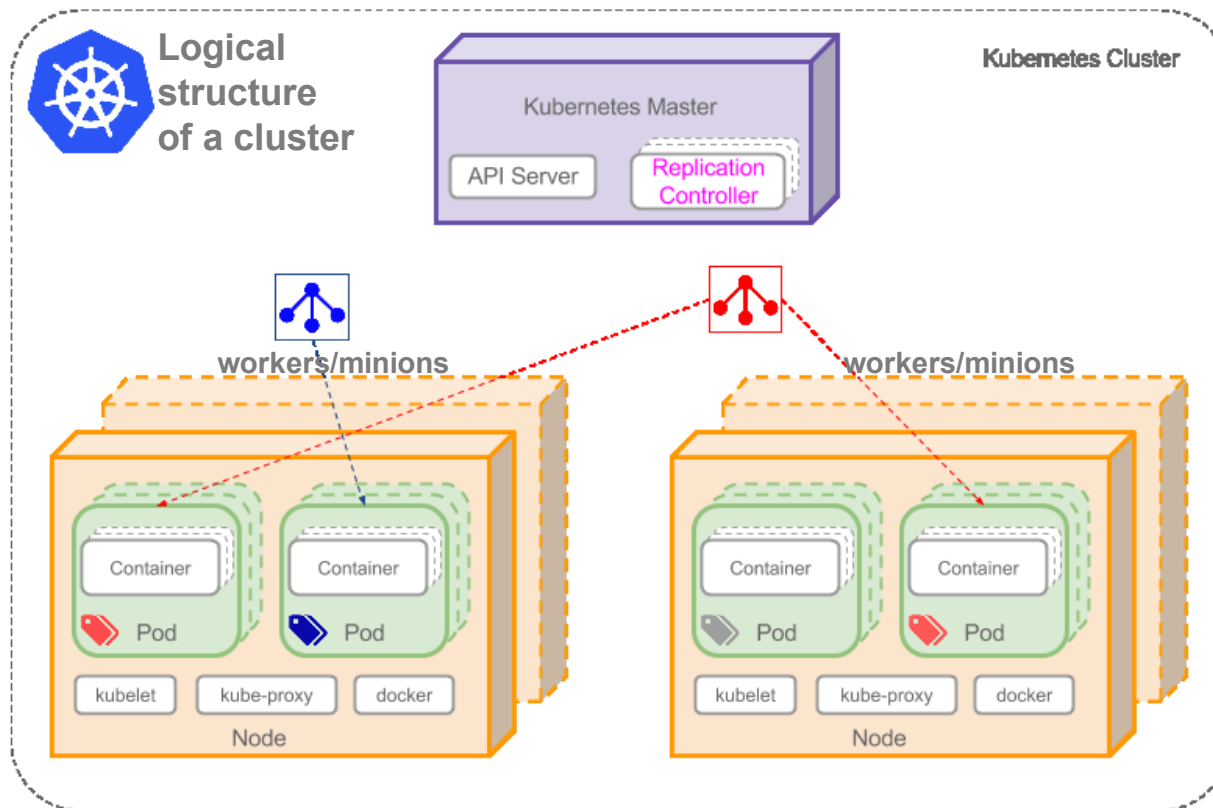 Logical
structure
of a cluster
Kubernetes Cluster
Kubernetes Master
API Server
Replication
Controller
workers/minions
workers/minions
Container
Container
Pod
Pod
kubelet
kube-proxy
docker
Node
Container
Container
Pod
Pod
kubelet
kube-proxy
docker
Node